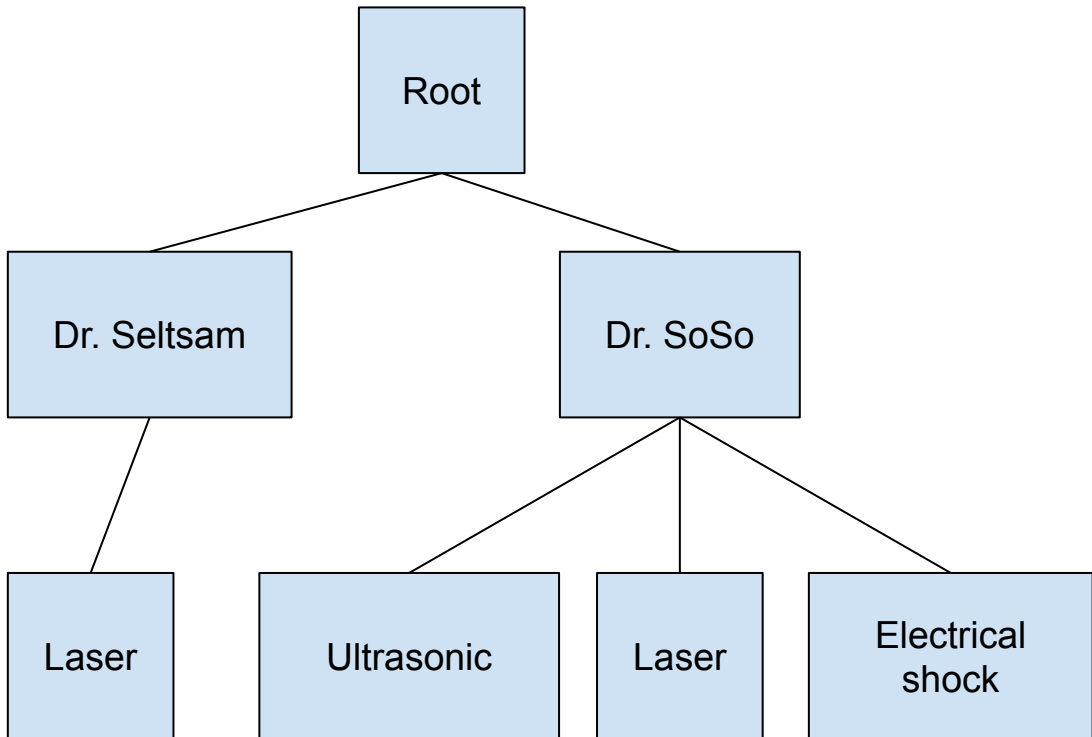 Root
Dr. Seltsam
Dr. SoSo
Laser
Ultrasonic
Laser
Electrical
shock